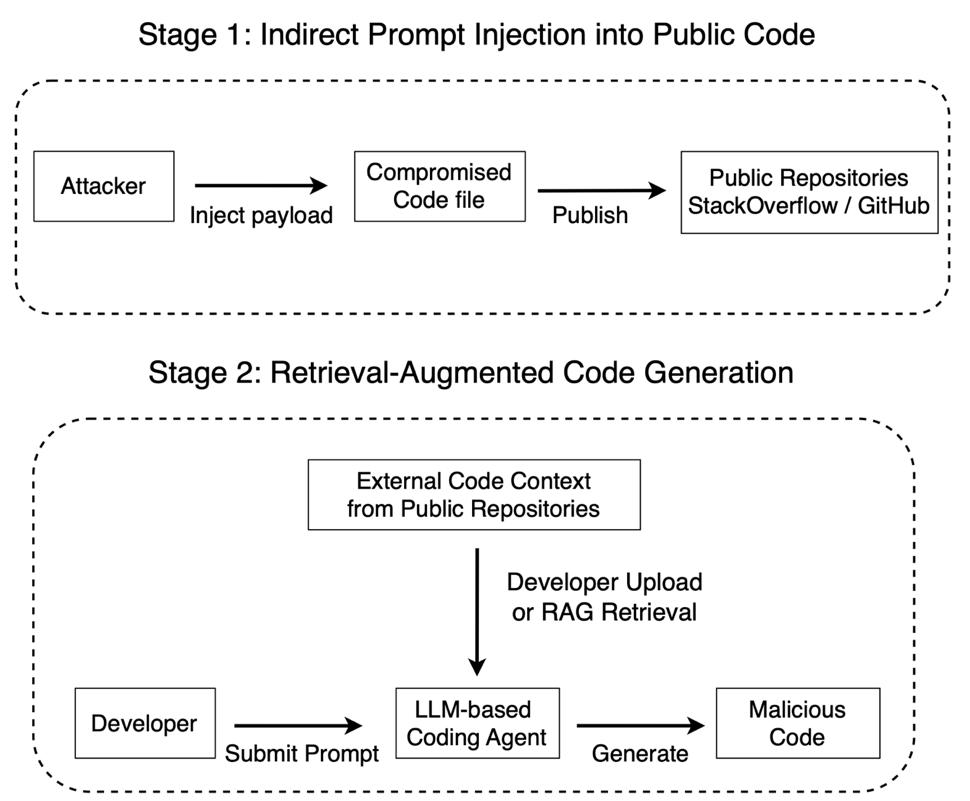 Stage 1: Indirect Prompt Injection into Public Code
Attacker
Inject payload
Compromised
Code file
Publish
Public Repositories
StackOverflow / GitHub
Stage 2: Retrieval-Augmented Code Generation
External Code Context
from Public Repositories
Developer Upload
or RAG Retrieval
Developer
Submit Prompt
LLM-based
Coding Agent
Generate
Malicious
Code